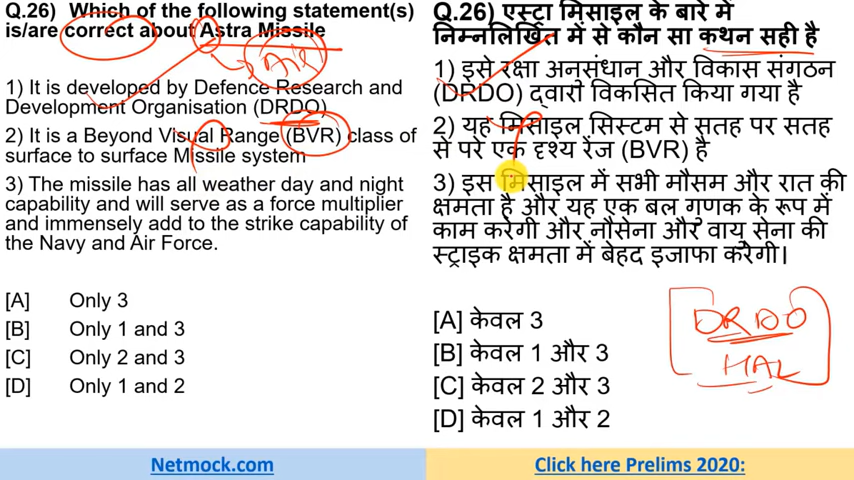 Q.26) Which of the following statement(s)
is/are correct about Astra Missile
Air
1) It is developed by Defence Research and
Development Organisation (DRDO)
2) It is a Beyond Visual Range (BVR) class of
surface to surface Missile system
3) The missile has all weather day and night
capability and will serve as a force multiplier
and immensely add to the strike capability of
the Navy and Air Force.
[A] Only 3
[B] Only 1 and 3
[C] Only 2 and 3
[D] Only 1 and 2
Q.26) एस्ट्रा मिसाइल के बारे में
निम्नलिखित में से कौन सा कथन सही है
1) इसे रक्षा अनुसंधान और विकास संगठन
(DRDO) द्वारा विकसित किया गया है
2) यह मिसाइल सिस्टम से सतह पर सतह
से परे एक दृश्य रेंज (BVR) है
3) इस मिसाइल में सभी मौसम और रात की
क्षमता है और यह एक बल गुणक के रूप में
काम करेगी और नौसेना और वायु सेना की
स्ट्राइक क्षमता में बेहद इजाफा करेगी।
[A] केवल 3
[B] केवल 1 और 3
[C] केवल 2 और 3
[D] केवल 1 और 2
DRDO
HAL
Netmock.com
Click here Prelims 2020: